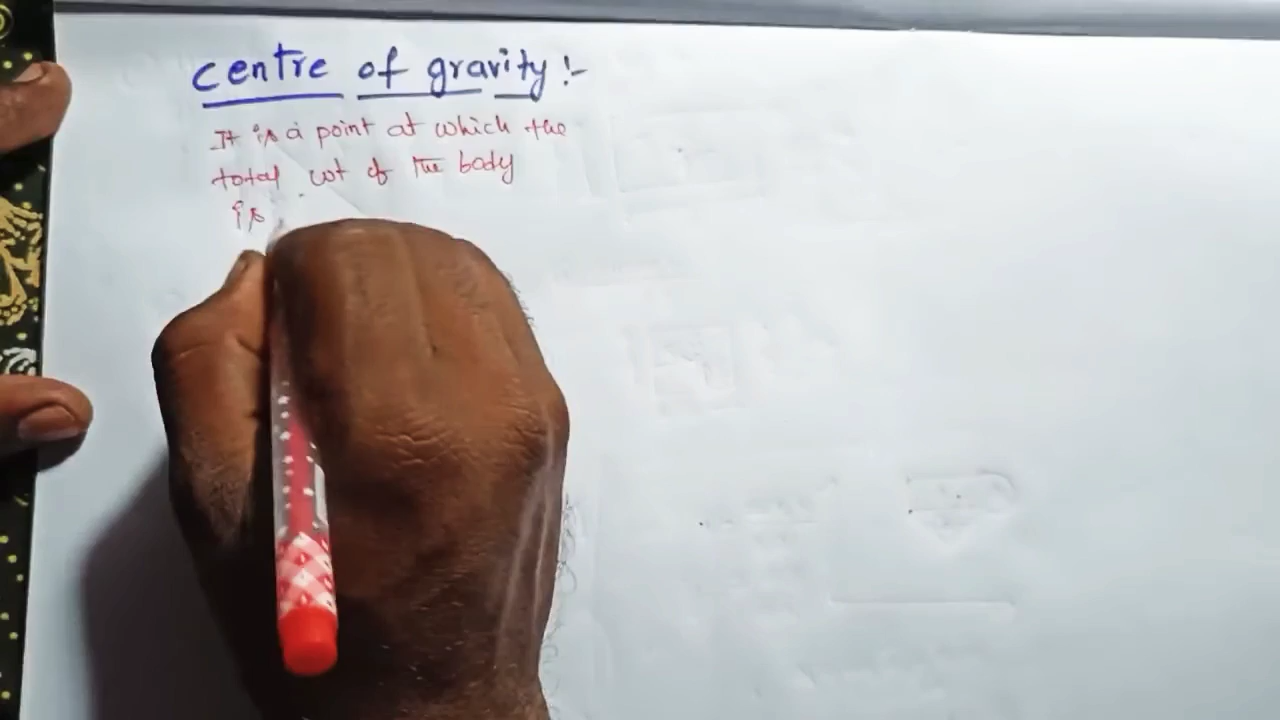 centre of gravity :-
It is a point at which the
total wt of the body
is